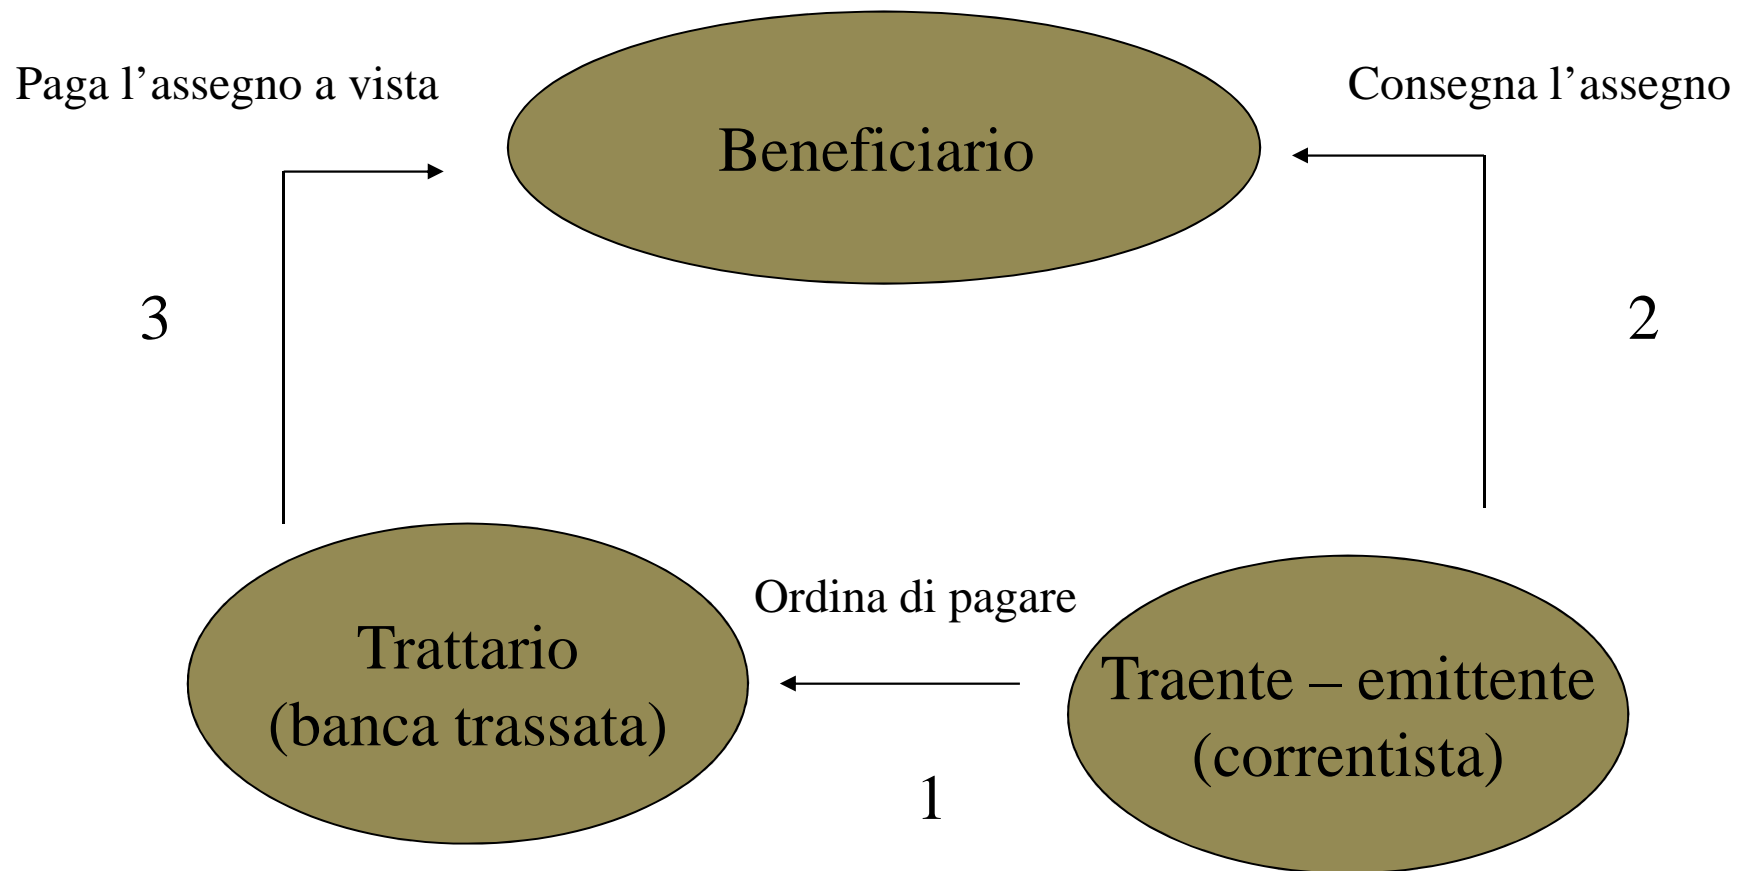 Paga l’assegno a vista
Consegna l’assegno
Beneficiario
3
2
Ordina di pagare
Trattario
(banca trassata)
Traente – emittente
(correntista)
1